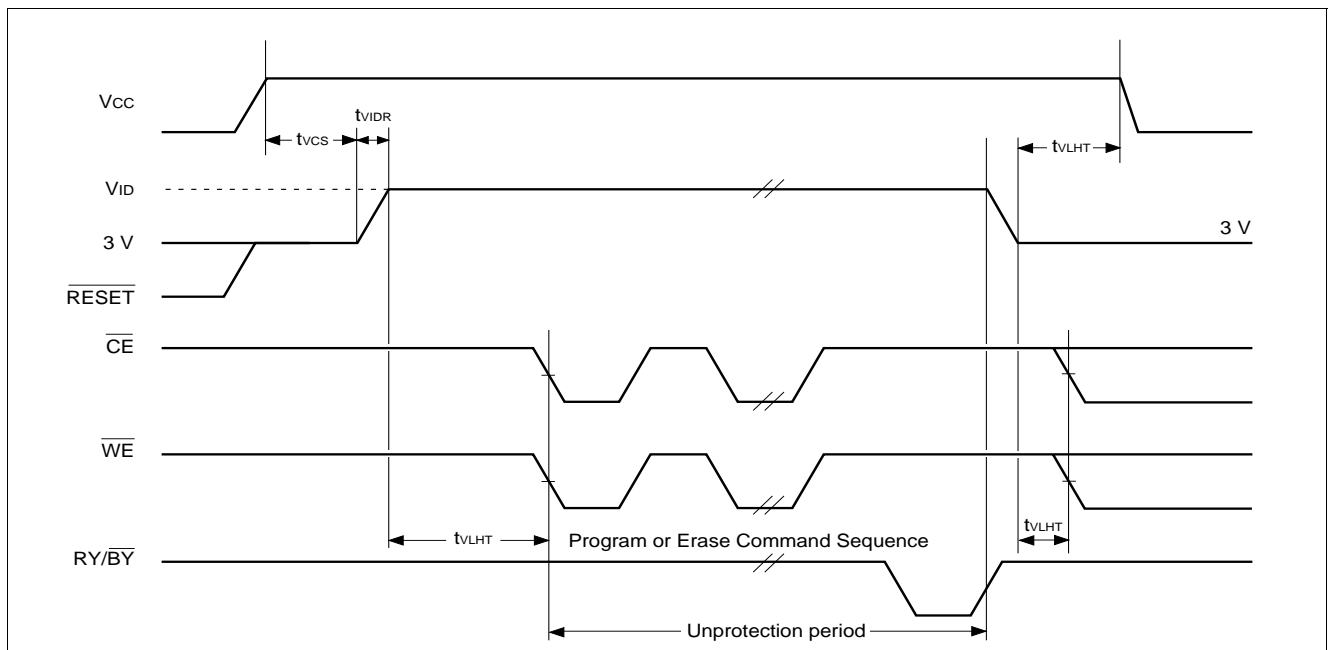 VCC
tVIDR
tVCS
tVLHT
VID
3 V
3 V
RESET
CE
WE
tVLHT
Program or Erase Command Sequence
tVLHT
RY/BY
Unprotection period